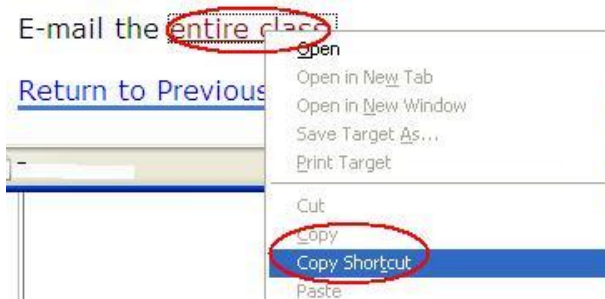 E-mail the entire class
Open
Open in New Tab
Return to Previous
Open in New Window
Save Target As...
Print Target
Cut
Copy
Copy Shortcut
Paste